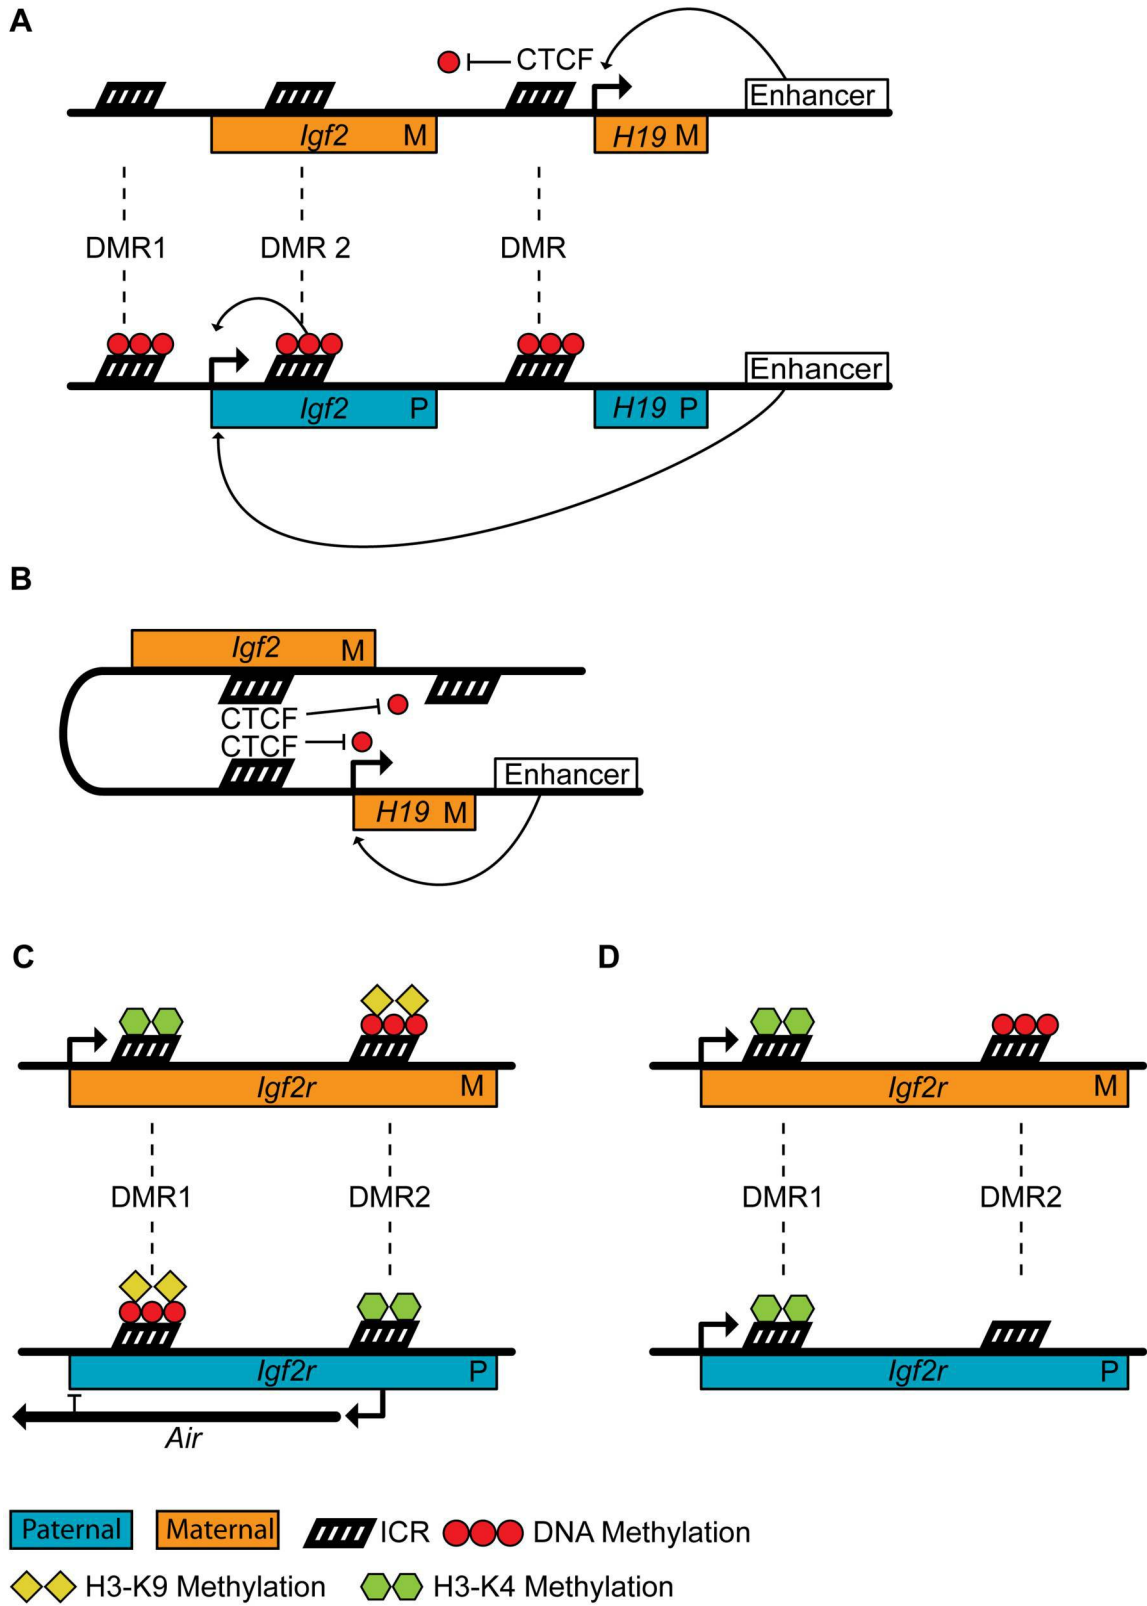 A
CTCF
Enhancer
Igf2 M
H19 M
DMR1 DMR 2 DMR
Enhancer
Igf2 P
H19 P
B
Igf2 M
CTCF
CTCF
Enhancer
H19 M
C
Igf2r M
DMR1 DMR2
Igf2r P
Air
D
Igf2r M
DMR1 DMR2
Igf2r P
Paternal Maternal ICR DNA Methylation
H3-K9 Methylation H3-K4 Methylation